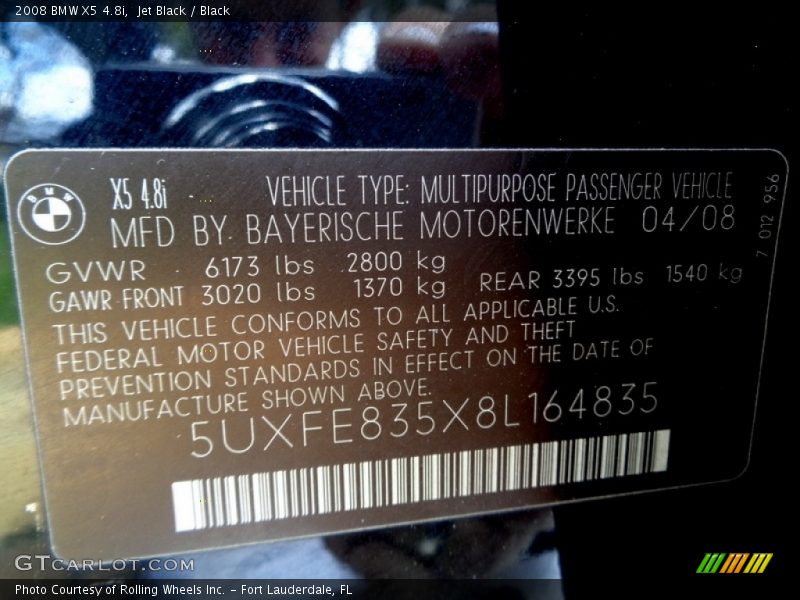 2008 BMW X5 4.8i, Jet Black / Black
BMW
X5 4.8i VEHICLE TYPE: MULTIPURPOSE PASSENGER VEHICLE
MFD BY BAYERISCHE MOTORENWERKE 04/08
7 012 956
GVWR 6173 lbs 2800 kg
GAWR FRONT 3020 lbs 1370 kg REAR 3395 lbs 1540 kg
THIS VEHICLE CONFORMS TO ALL APPLICABLE U.S.
FEDERAL MOTOR VEHICLE SAFETY AND THEFT
PREVENTION STANDARDS IN EFFECT ON THE DATE OF
MANUFACTURE SHOWN ABOVE.
5UXFE835X8L164835
GTCARLOT.COM
Photo Courtesy of Rolling Wheels Inc. – Fort Lauderdale, FL